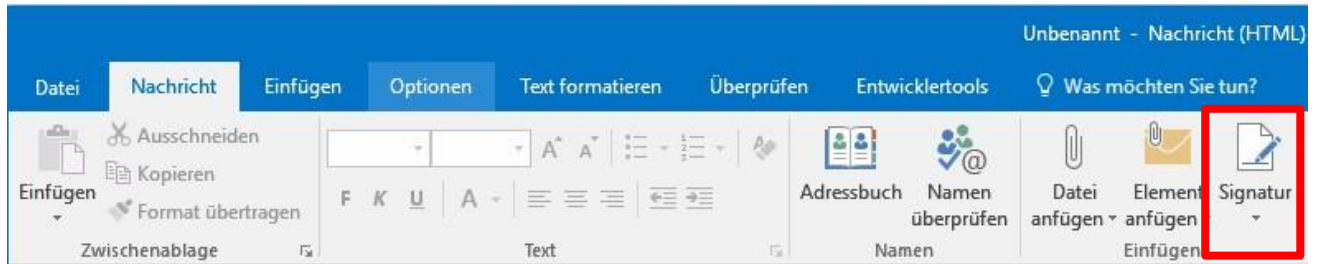 Unbenannt - Nachricht (HTML)
Datei Nachricht Einfügen Optionen Text formatieren Überprüfen Entwicklertools Was möchten Sie tun?
Einfügen
Ausschneiden
Kopieren
Format übertragen
Zwischenablage
F K U A
Text
Adressbuch
Namen überprüfen
Namen
Datei anfügen
Element anfügen
Signatur
Einfügen